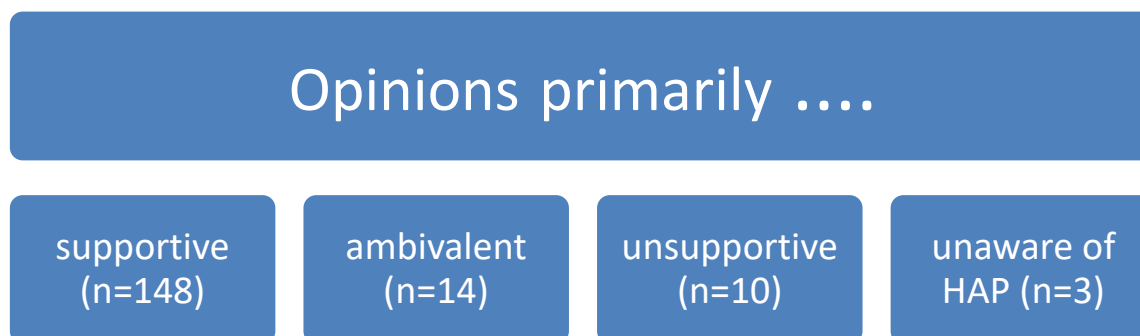 Opinions primarily ....
supportive
(n=148)
ambivalent
(n=14)
unsupportive
(n=10)
unaware of
HAP (n=3)